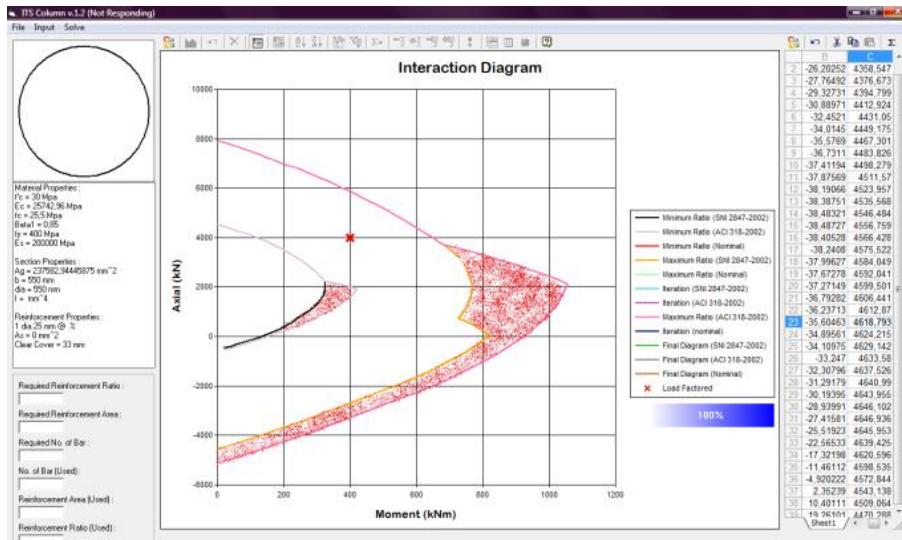 ITS Column v.1.2 (Not Responding)
File Input Solve
Material Properties :
f'c = 30 Mpa
Ec = 25742,96 Mpa
fc = 25,5 Mpa
Beta1 = 0,85
fy = 400 Mpa
Es = 200000 Mpa
Section Properties :
Ag = 237582,94445875 mm^2
b = 550 mm
dia = 550 mm
I = mm^4
Reinforcement Properties :
1 dia.25 mm @ %
As = 0 mm^2
Clear Cover = 33 mm
Required Reinforcement Ratio :
Required Reinforcement Area :
Required No. of Bar :
No. of Bar (Used) :
Reinforcement Area (Used) :
Reinforcement Ratio (Used) :
Interaction Diagram
Axial (kN)
10000
8000
6000
4000
2000
0
-2000
-4000
-6000
0 200 400 600 800 1000 1200
Moment (kNm)
Minimum Ratio (SNI 2847-2002)
Minimum Ratio (ACI 318-2002)
Minimum Ratio (Nominal)
Maximum Ratio (SNI 2847-2002)
Maximum Ratio (Nominal)
Iteration (SNI 2847-2002)
Iteration (ACI 318-2002)
Maximum Ratio (ACI 318-2002)
Iteration (nominal)
Final Diagram (SNI 2847-2002)
Final Diagram (ACI 318-2002)
Final Diagram (Nominal)
Load Factored
100%
B C
2 -26,20252 4358,547
3 -27,76492 4376,673
4 -29,32731 4394,799
5 -30,88971 4412,924
6 -32,4521 4431,05
7 -34,0145 4449,175
8 -35,5769 4467,301
9 -36,7311 4483,826
10 -37,41194 4498,279
11 -37,87569 4511,57
12 -38,19066 4523,957
13 -38,38751 4535,568
14 -38,48321 4546,484
15 -38,48727 4556,759
16 -38,40528 4566,428
17 -38,2408 4575,522
18 -37,99627 4584,049
19 -37,67278 4592,041
20 -37,27149 4599,501
21 -36,79282 4606,441
22 -36,23713 4612,87
23 -35,60463 4618,793
24 -34,89561 4624,215
25 -34,10975 4629,142
26 -33,247 4633,58
27 -32,30796 4637,526
28 -31,29179 4640,99
29 -30,19395 4643,955
30 -28,93991 4646,102
31 -27,41581 4646,936
32 -25,51923 4645,953
33 -22,56533 4639,425
34 -17,32198 4620,596
35 -11,46112 4598,535
36 -4,920222 4572,844
37 2,35239 4543,138
38 10,40111 4509,064
39 19,26101 4470,288
Sheet1